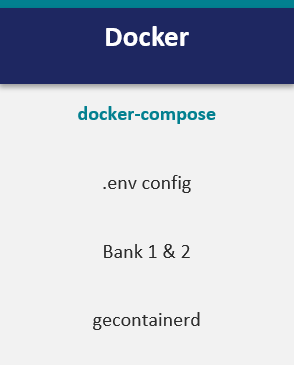 Docker
docker-compose
.env config
Bank 1 & 2
gecontainerd